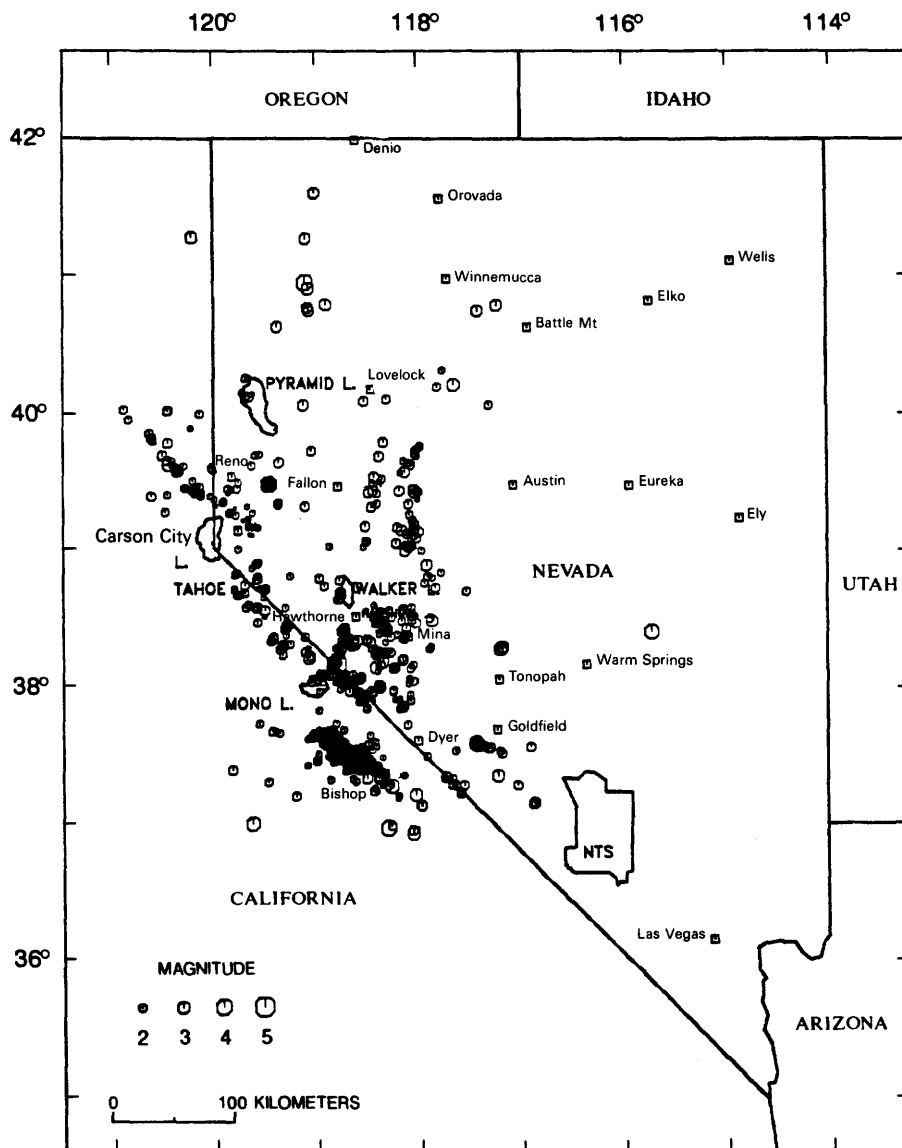 120° 118° 116° 114°
OREGON IDAHO
42°
Denio
Orovada
Welis
Winnemucca
Elko
Battle Mt
Lovelock
PYRAMID L.
40°
Reno
Fallon
Austin
Eureka
Ely
Carson City
L.
TAHOE
WALKER
NEVADA
UTAH
Hawthorne
Mina
Warm Springs
Tonopah
38°
MONO L.
Goldfield
Dyer
Bishop
NTS
CALIFORNIA
Las Vegas
36°
MAGNITUDE
2 3 4 5
ARIZONA
0 100 KILOMETERS